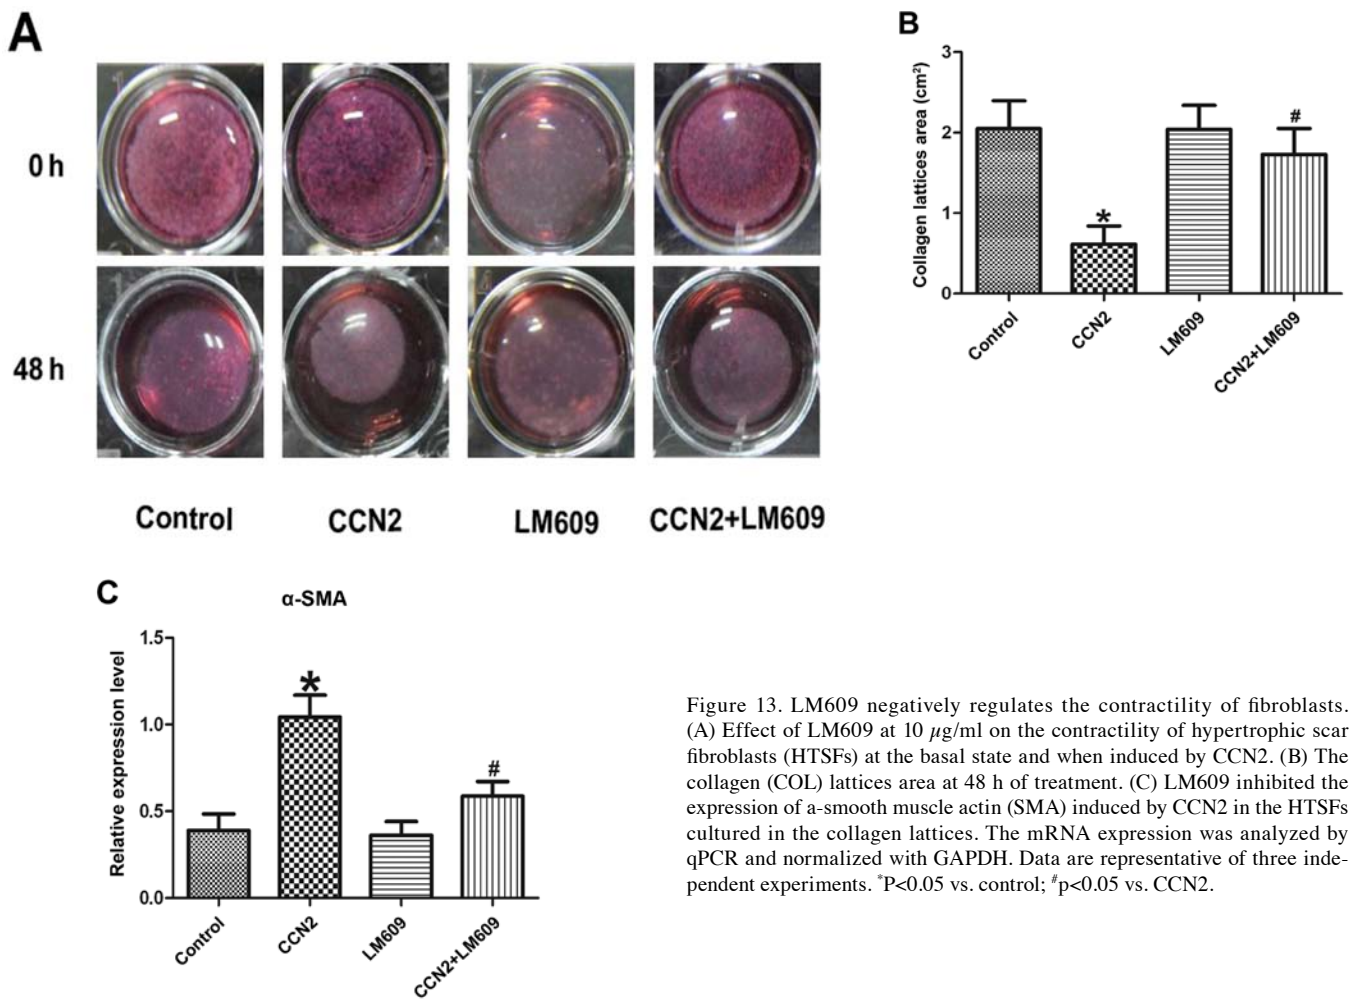 A
0 h
48 h
Control
CCN2
LM609
CCN2+LM609
B
Collagen lattices area (cm²)
3
2
1
0
*
#
Control
CCN2
LM609
CCN2+LM609
C
α-SMA
Relative expression level
1.5
1.0
0.5
0.0
*
#
Control
CCN2
LM609
CCN2+LM609
Figure 13. LM609 negatively regulates the contractility of fibroblasts.
(A) Effect of LM609 at 10 µg/ml on the contractility of hypertrophic scar
fibroblasts (HTSFs) at the basal state and when induced by CCN2. (B) The
collagen (COL) lattices area at 48 h of treatment. (C) LM609 inhibited the
expression of a-smooth muscle actin (SMA) induced by CCN2 in the HTSFs
cultured in the collagen lattices. The mRNA expression was analyzed by
qPCR and normalized with GAPDH. Data are representative of three inde-
pendent experiments. *P<0.05 vs. control; #p<0.05 vs. CCN2.